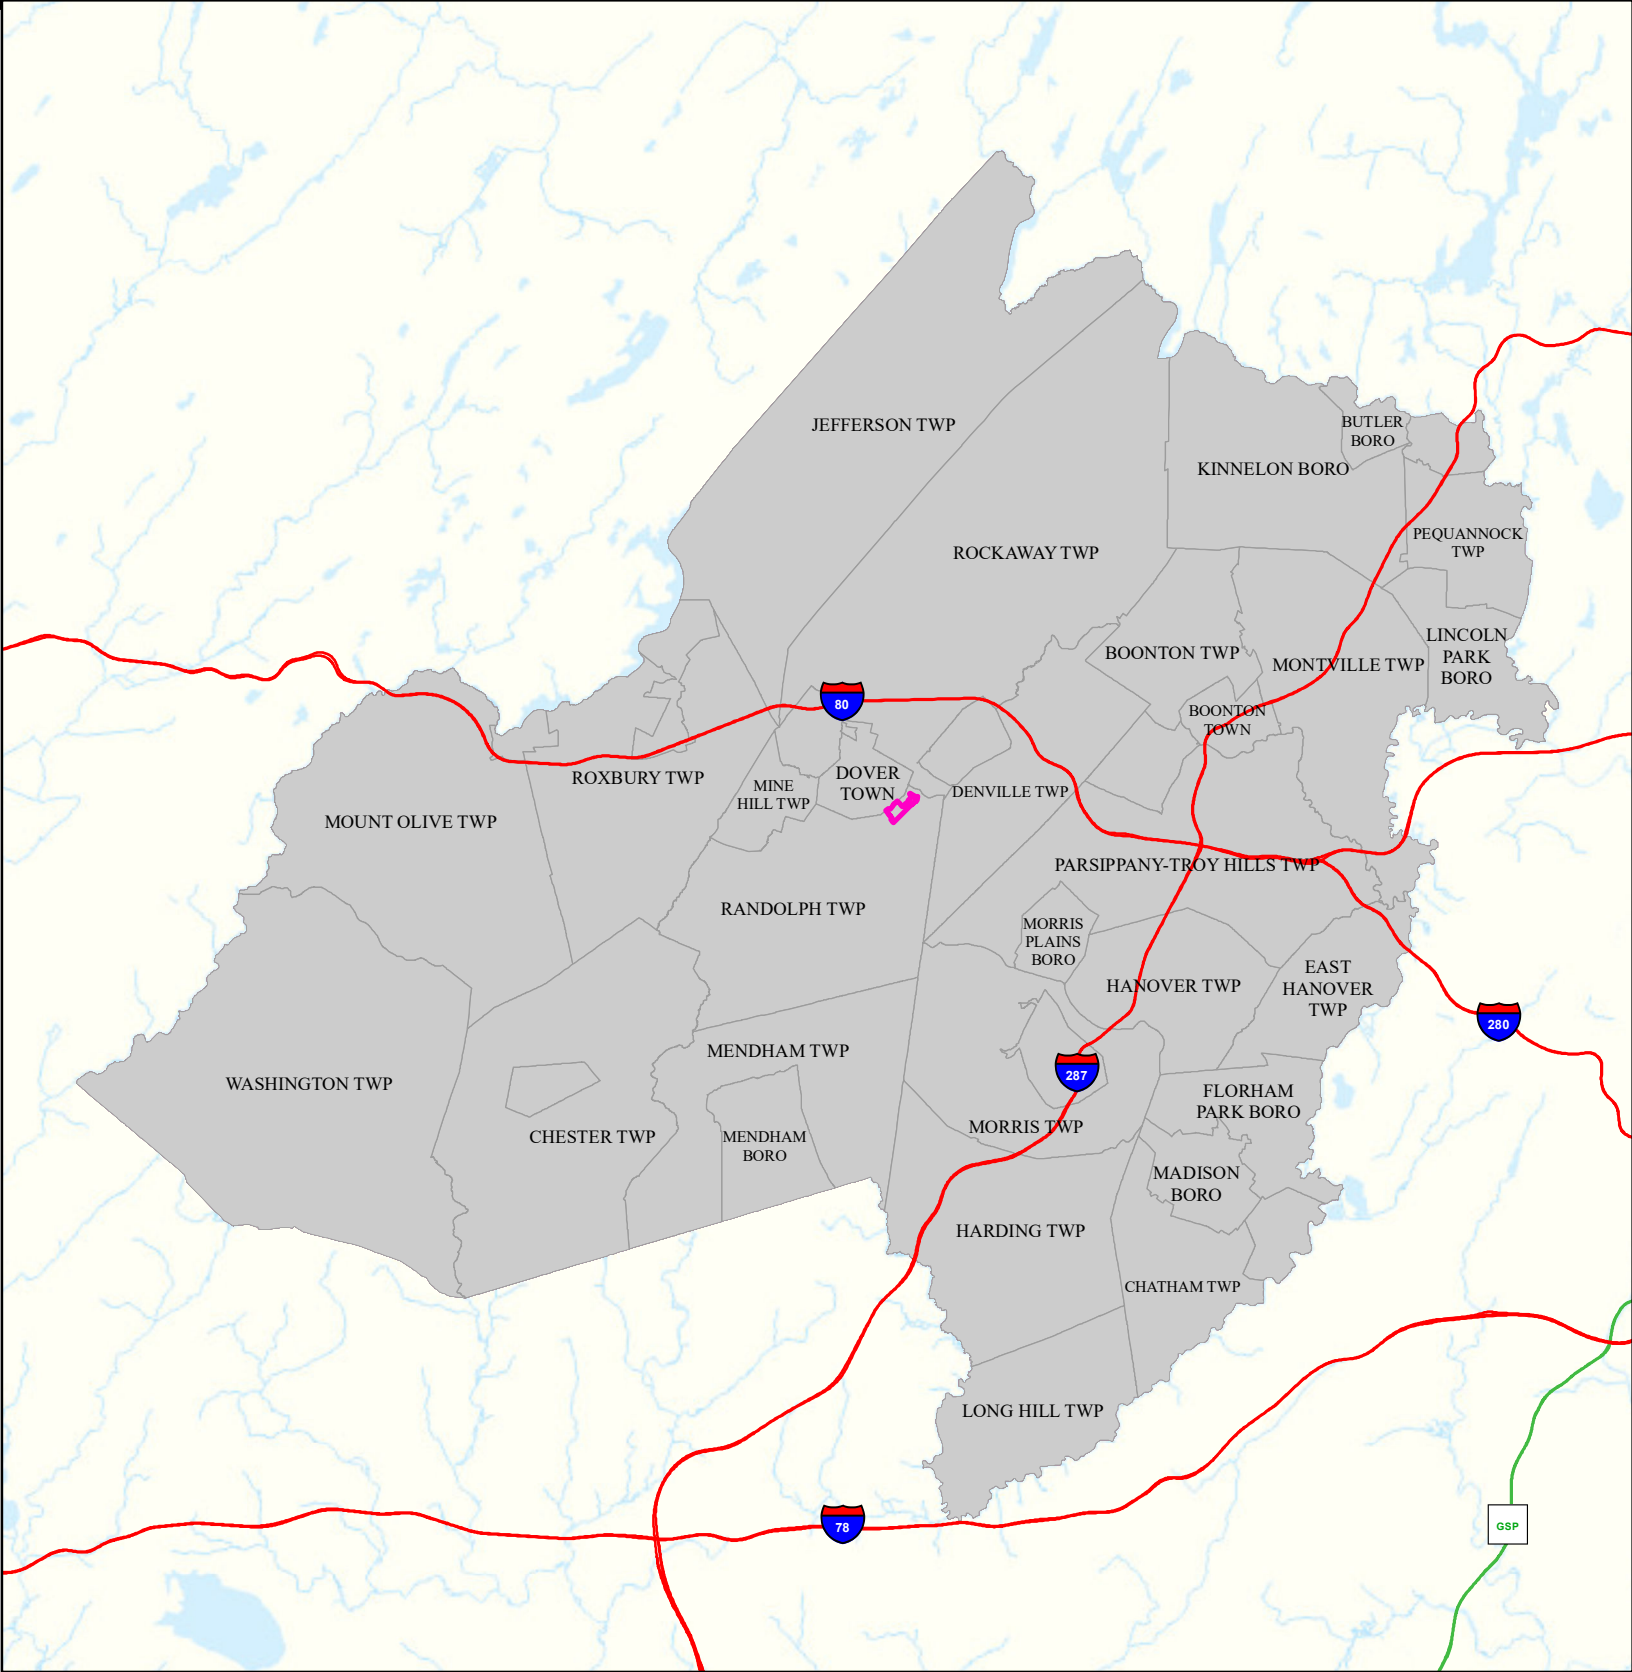 JEFFERSON TWP
BUTLER
BORO
KINNELON BORO
PEQUANNOCK
TWP
ROCKAWAY TWP
LINCOLN
PARK
BORO
BOONTON TWP
MONTVILLE TWP
80
BOONTON
TOWN
ROXBURY TWP
MINE
HILL TWP
DOVER
TOWN
DENVILLE TWP
MOUNT OLIVE TWP
PARSIPPANY-TROY HILLS TWP
RANDOLPH TWP
MORRIS
PLAINS
BORO
HANOVER TWP
EAST
HANOVER
TWP
280
MENDHAM TWP
287
WASHINGTON TWP
FLORHAM
PARK BORO
CHESTER TWP
MENDHAM
BORO
MORRIS TWP
MADISON
BORO
HARDING TWP
CHATHAM TWP
LONG HILL TWP
78
GSP